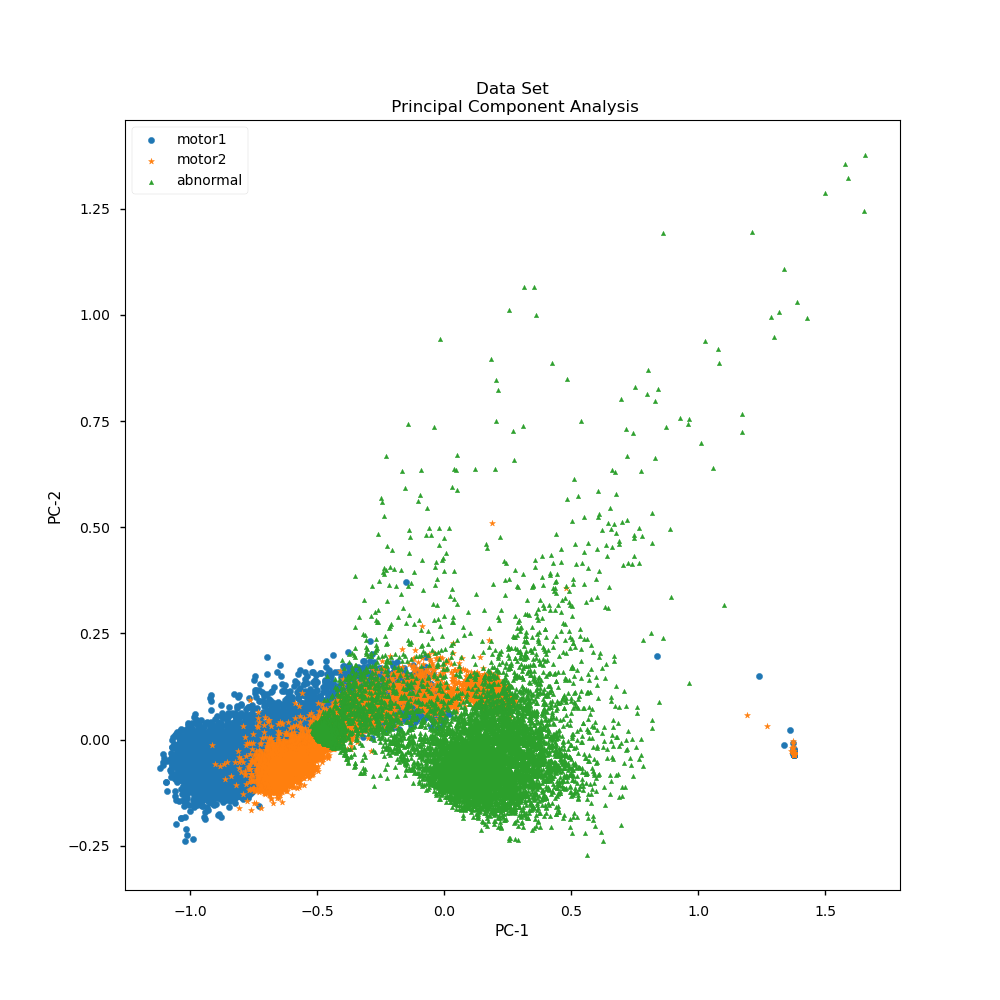 Data Set
Principal Component Analysis
motor1
motor2
abnormal
1.25
1.00
0.75
0.50
0.25
0.00
−0.25
PC-2
−1.0
−0.5
0.0
0.5
1.0
1.5
PC-1